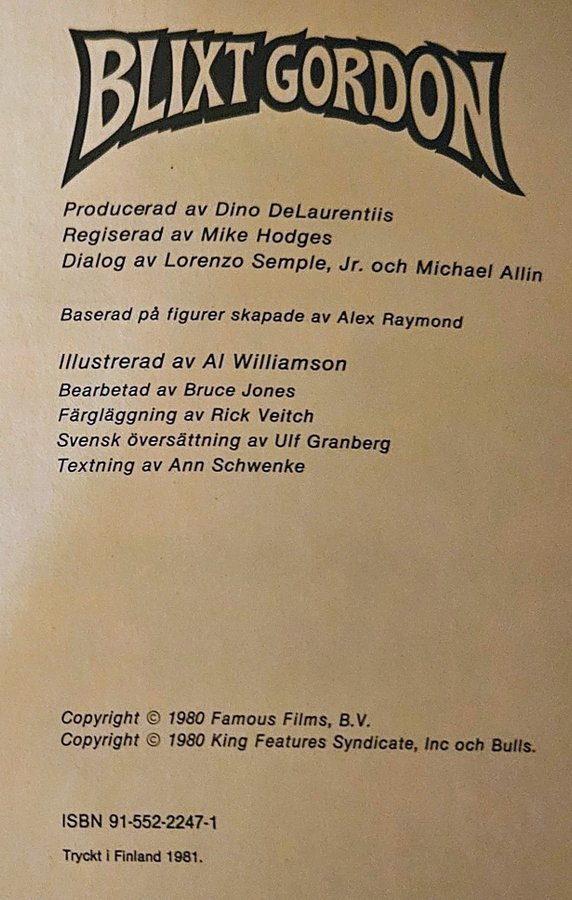 BLIXT GORDON
Producerad av Dino DeLaurentiis
Regiserad av Mike Hodges
Dialog av Lorenzo Semple, Jr. och Michael Allin
Baserad på figurer skapade av Alex Raymond
Illustrerad av Al Williamson
Bearbetad av Bruce Jones
Färgläggning av Rick Veitch
Svensk översättning av Ulf Granberg
Textning av Ann Schwenke
Copyright © 1980 Famous Films, B.V.
Copyright © 1980 King Features Syndicate, Inc och Bulls.
ISBN 91-552-2247-1
Tryckt i Finland 1981.